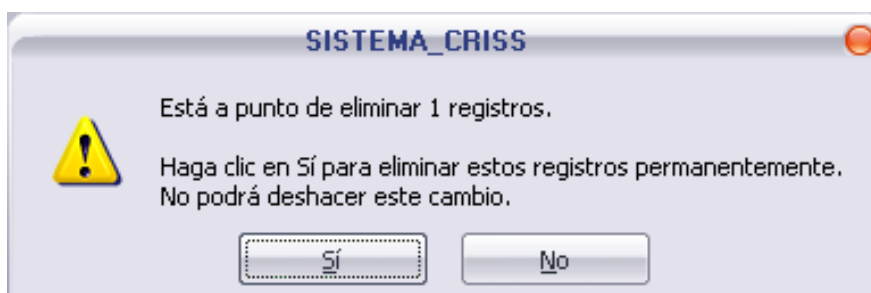 SISTEMA_CRISS
Está a punto de eliminar 1 registros.
Haga clic en Sí para eliminar estos registros permanentemente.
No podrá deshacer este cambio.
Sí
No